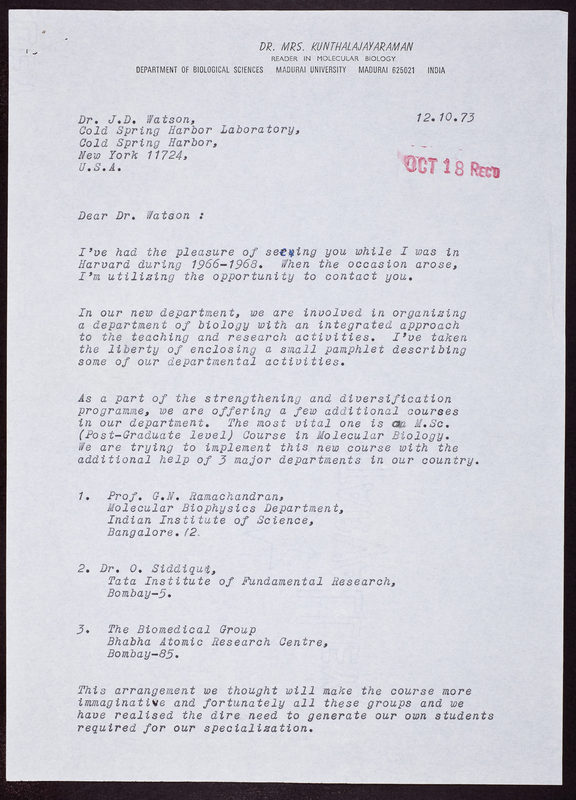 DR. MRS. KUNTHALAJAYARAMAN
READER IN MOLECULAR BIOLOGY
DEPARTMENT OF BIOLOGICAL SCIENCES MADURAI UNIVERSITY MADURAI 625021 INDIA
12.10.73
Dr. J.D. Watson,
Cold Spring Harbor Laboratory,
Cold Spring Harbor,
New York 11724,
U.S.A.
OCT 18 REC'D
Dear Dr. Watson :
I've had the pleasure of seeing you while I was in
Harvard during 1966-1968. When the occasion arose,
I'm utilizing the opportunity to contact you.
In our new department, we are involved in organizing
a department of biology with an integrated approach
to the teaching and research activities. I've taken
the liberty of enclosing a small pamphlet describing
some of our departmental activities.
As a part of the strengthening and diversification
programme, we are offering a few additional courses
in our department. The most vital one is an M.Sc.
(Post-Graduate level) Course in Molecular Biology.
We are trying to implement this new course with the
additional help of 3 major departments in our country.
1. Prof. G.N. Ramachandran,
Molecular Biophysics Department,
Indian Institute of Science,
Bangalore.12.
2. Dr. O. Siddiqui,
Tata Institute of Fundamental Research,
Bombay-5.
3. The Biomedical Group
Bhabha Atomic Research Centre,
Bombay-85.
This arrangement we thought will make the course more
immaginative and fortunately all these groups and we
have realised the dire need to generate our own students
required for our specialization.